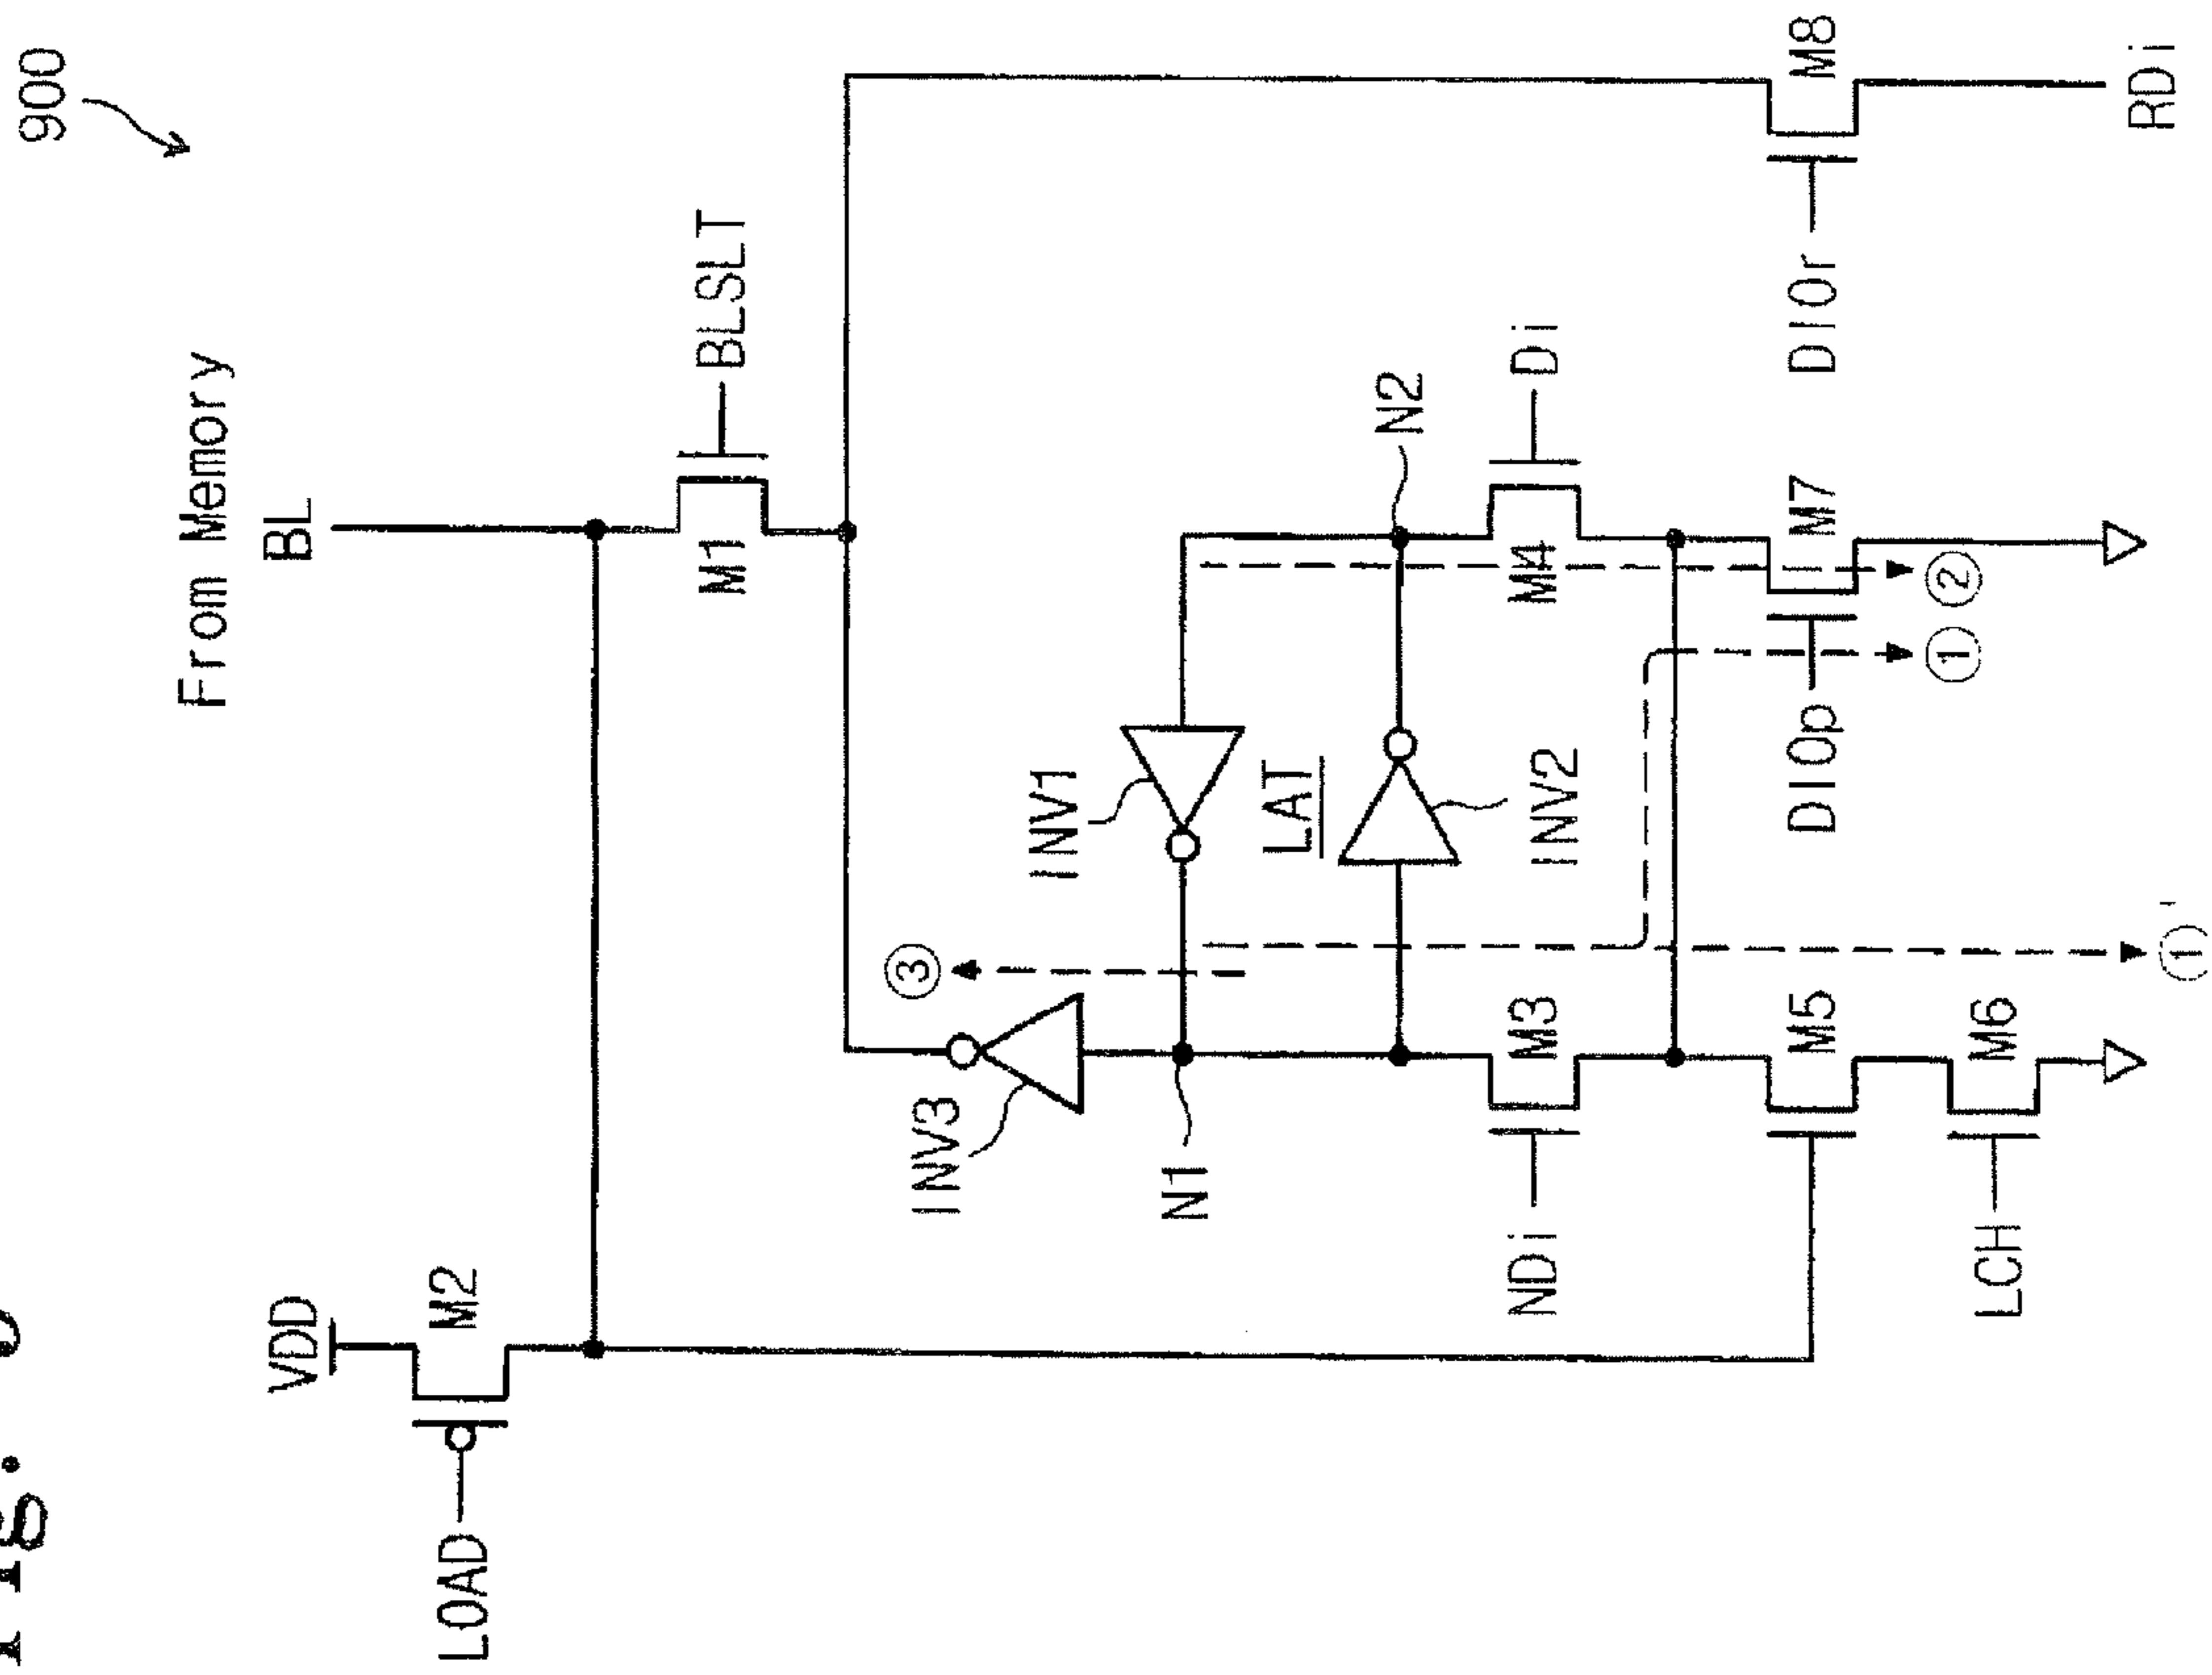 Fig.
900
From Memory
VDD
BL
LOAD
M2
M1
BLSLT
③
INV3
INV1
N1
LAT
N2
INV2
NDi
M3
M4
Di
M5
DIOp
M7
DIOr
M8
①
②
LCH
M6
①'
RDi